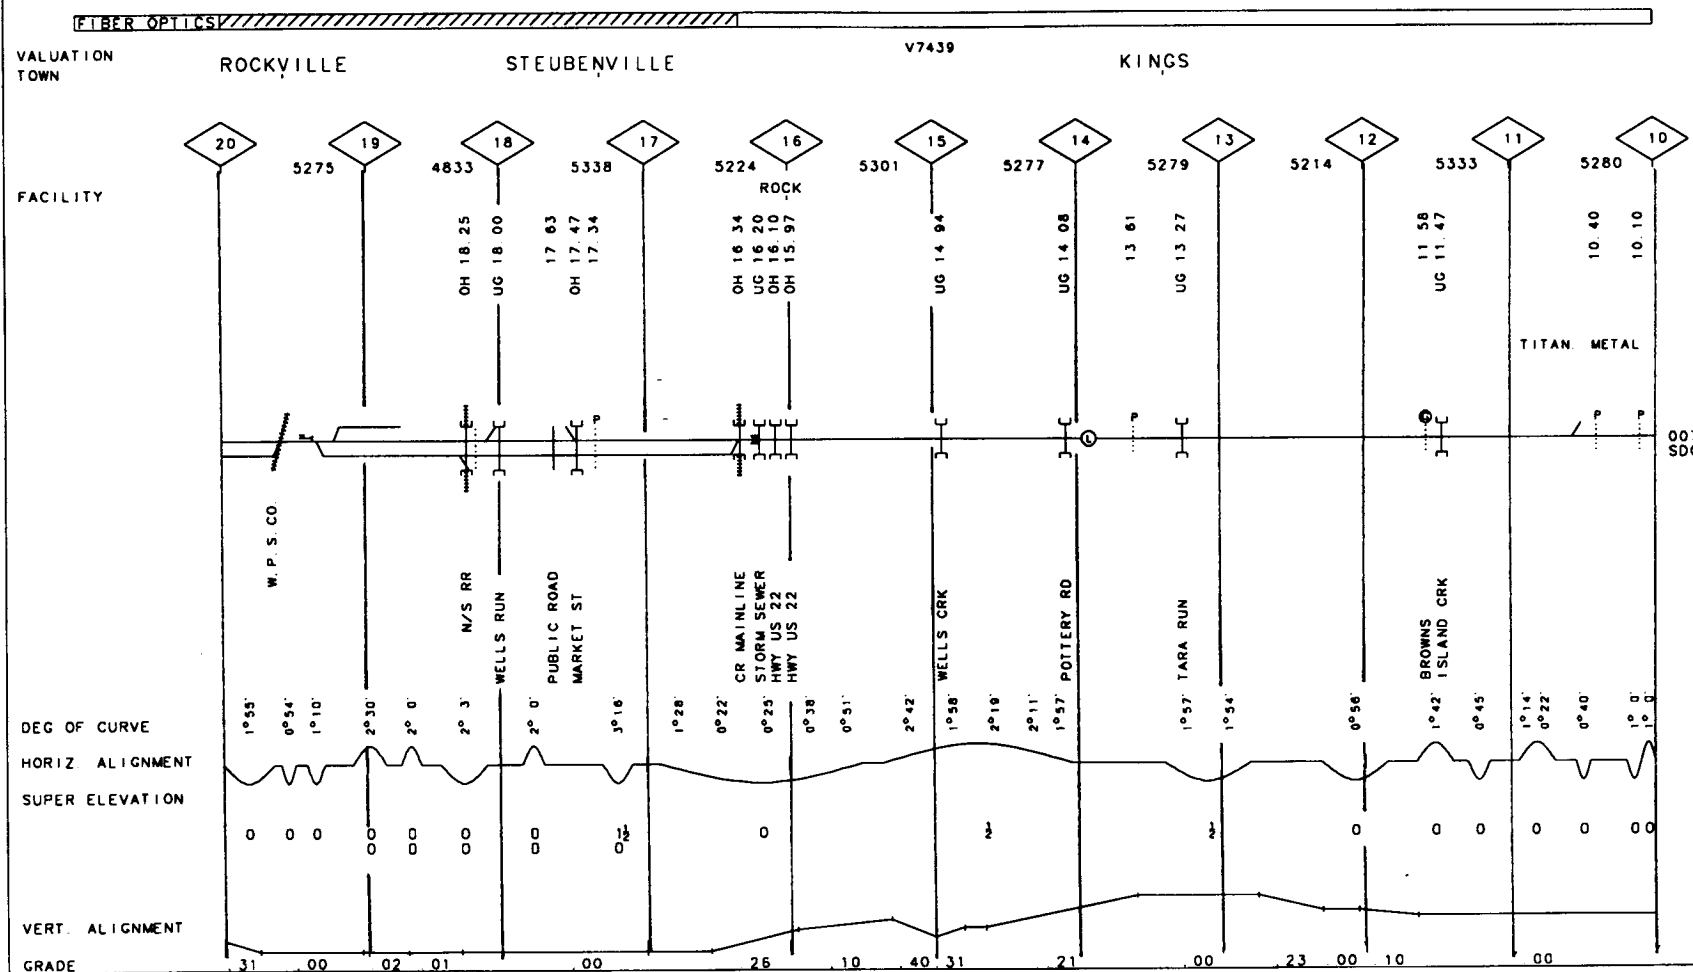 FIBER OPTICS
VALUATION V7439
TOWN ROCKVILLE STEUBENVILLE KINGS
20 19 18 17 16 15 14 13 12 11 10
5275 4833 5338 5224 5301 5277 5279 5214 5333 5280
FACILITY
ROCK
OH 18.25
UG 18 00
17 63
OH 17.47
17.34
OH 16 34
UG 16 20
OH 16.10
OH 15.97
UG 14 94
UG 14 08
13 61
UG 13 27
11 58
UG 11.47
10.40
10.10
TITAN. METAL
P P P P
L
007
W.P.S.CO.
N/S RR
WELLS RUN
PUBLIC ROAD
MARKET ST
CR MAINLINE
STORM SEWER
HWY US 22
HWY US 22
WELLS CRK
POTTERY RD
TARA RUN
BROWNS
ISLAND CRK
DEG OF CURVE 1°55' 0°54' 1°10' 2°30' 2° 0' 2° 3' 2° 0' 3°16' 1°28' 0°22' 0°25' 0°38' 0°51' 2°42' 1°58' 2°19' 2°11' 1°57' 1°57' 1°54' 0°56' 1°42' 0°45' 1°14' 0°22' 0°40' 1° 0' 1° 0'
HORIZ. ALIGNMENT
SUPER ELEVATION
0 0 0 0 0 0 0 1½ 0 ½ ½ 0 0 0 0 0 0 0
0 0 0 0 0
VERT. ALIGNMENT
GRADE .31 .00 .02 .01 .00 .26 .10 .40 .31 .21 .00 .23 .00 .10 .00